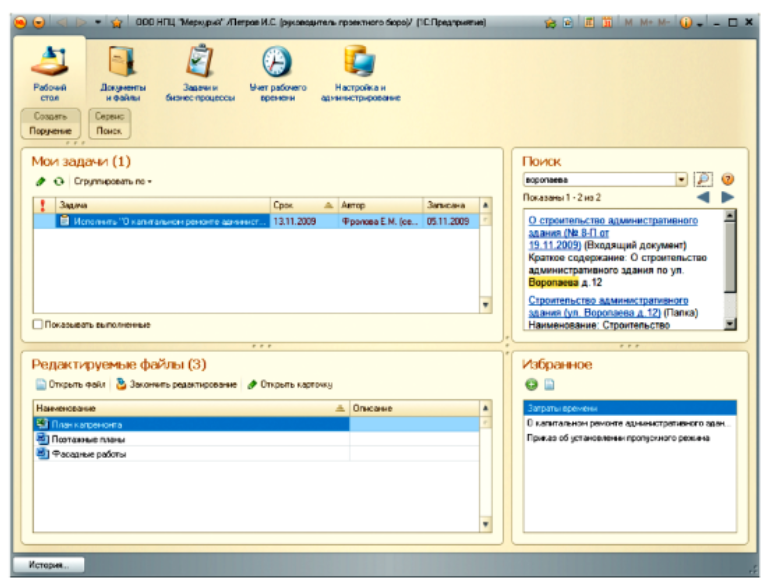 ООО НПЦ "Меркурий" /Петров И.С. (руководитель проектного бюро)/ (1С:Предприятие)
M M+ M-
Рабочий стол
Документы и файлы
Задачи и бизнес-процессы
Учет рабочего времени
Настройка и администрирование
Создать
Поручение
Сервис
Поиск
Мои задачи (1)
Сгруппировать по
Задача Срок Автор Записана
Исполнить "О капитальном ремонте админист... 13.11.2009 Фролова Е.М. (се... 05.11.2009
Показывать выполненные
Поиск
воропаева
Показаны 1 - 2 из 2
О строительство административного
здания (№ 8-П от
19.11.2009) (Входящий документ)
Краткое содержание: О строительство
административного здания по ул.
Воропаева д.12
Строительство административного
здания (ул. Воропаева д.12) (Папка)
Наименование: Строительство
Редактируемые файлы (3)
Открыть файл Закончить редактирование Открыть карточку
Наименование Описание
План капремонта
Поэтажные планы
Фасадные работы
Избранное
Затраты времени
О капитальном ремонте административного здан...
Приказ об установлении пропускного режима
История...